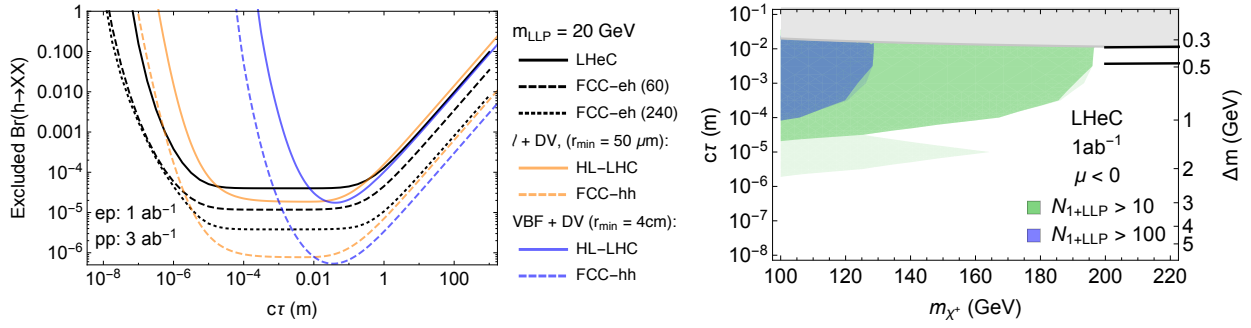 Excluded Br(h→XX)
0.100
0.010
0.001
10⁻⁴
10⁻⁵
10⁻⁶
ep: 1 ab⁻¹
pp: 3 ab⁻¹
10⁻⁸ 10⁻⁶ 10⁻⁴ 0.01 1 100
cτ (m)
m_LLP = 20 GeV
LHeC
FCC-eh (60)
FCC-eh (240)
l + DV, (r_min = 50 μm):
HL-LHC
FCC-hh
VBF + DV (r_min = 4cm):
HL-LHC
FCC-hh
cτ (m)
10⁻¹
10⁻²
10⁻³
10⁻⁴
10⁻⁵
10⁻⁶
10⁻⁷
10⁻⁸
100 120 140 160 180 200 220
m_χ⁺ (GeV)
LHeC
1ab⁻¹
μ < 0
N_1+LLP > 10
N_1+LLP > 100
0.3
0.5
1
2
3
4
5
Δm (GeV)